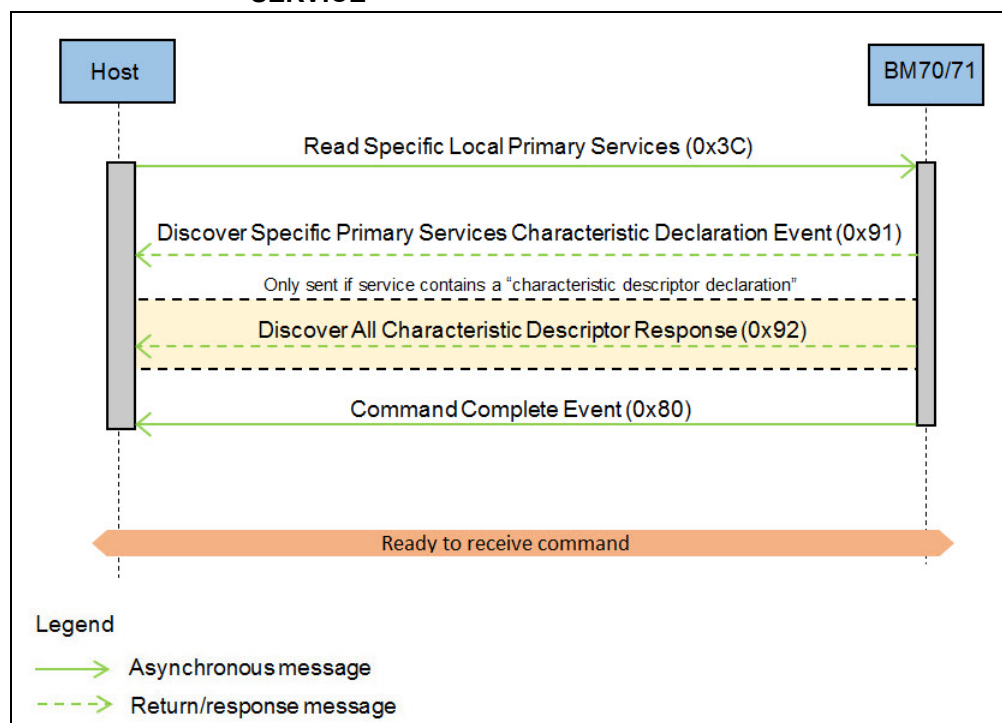 SERVICE
Host
BM70/71
Read Specific Local Primary Services (0x3C)
Discover Specific Primary Services Characteristic Declaration Event (0x91)
Only sent if service contains a “characteristic descriptor declaration”
Discover All Characteristic Descriptor Response (0x92)
Command Complete Event (0x80)
Ready to receive command
Legend
Asynchronous message
Return/response message